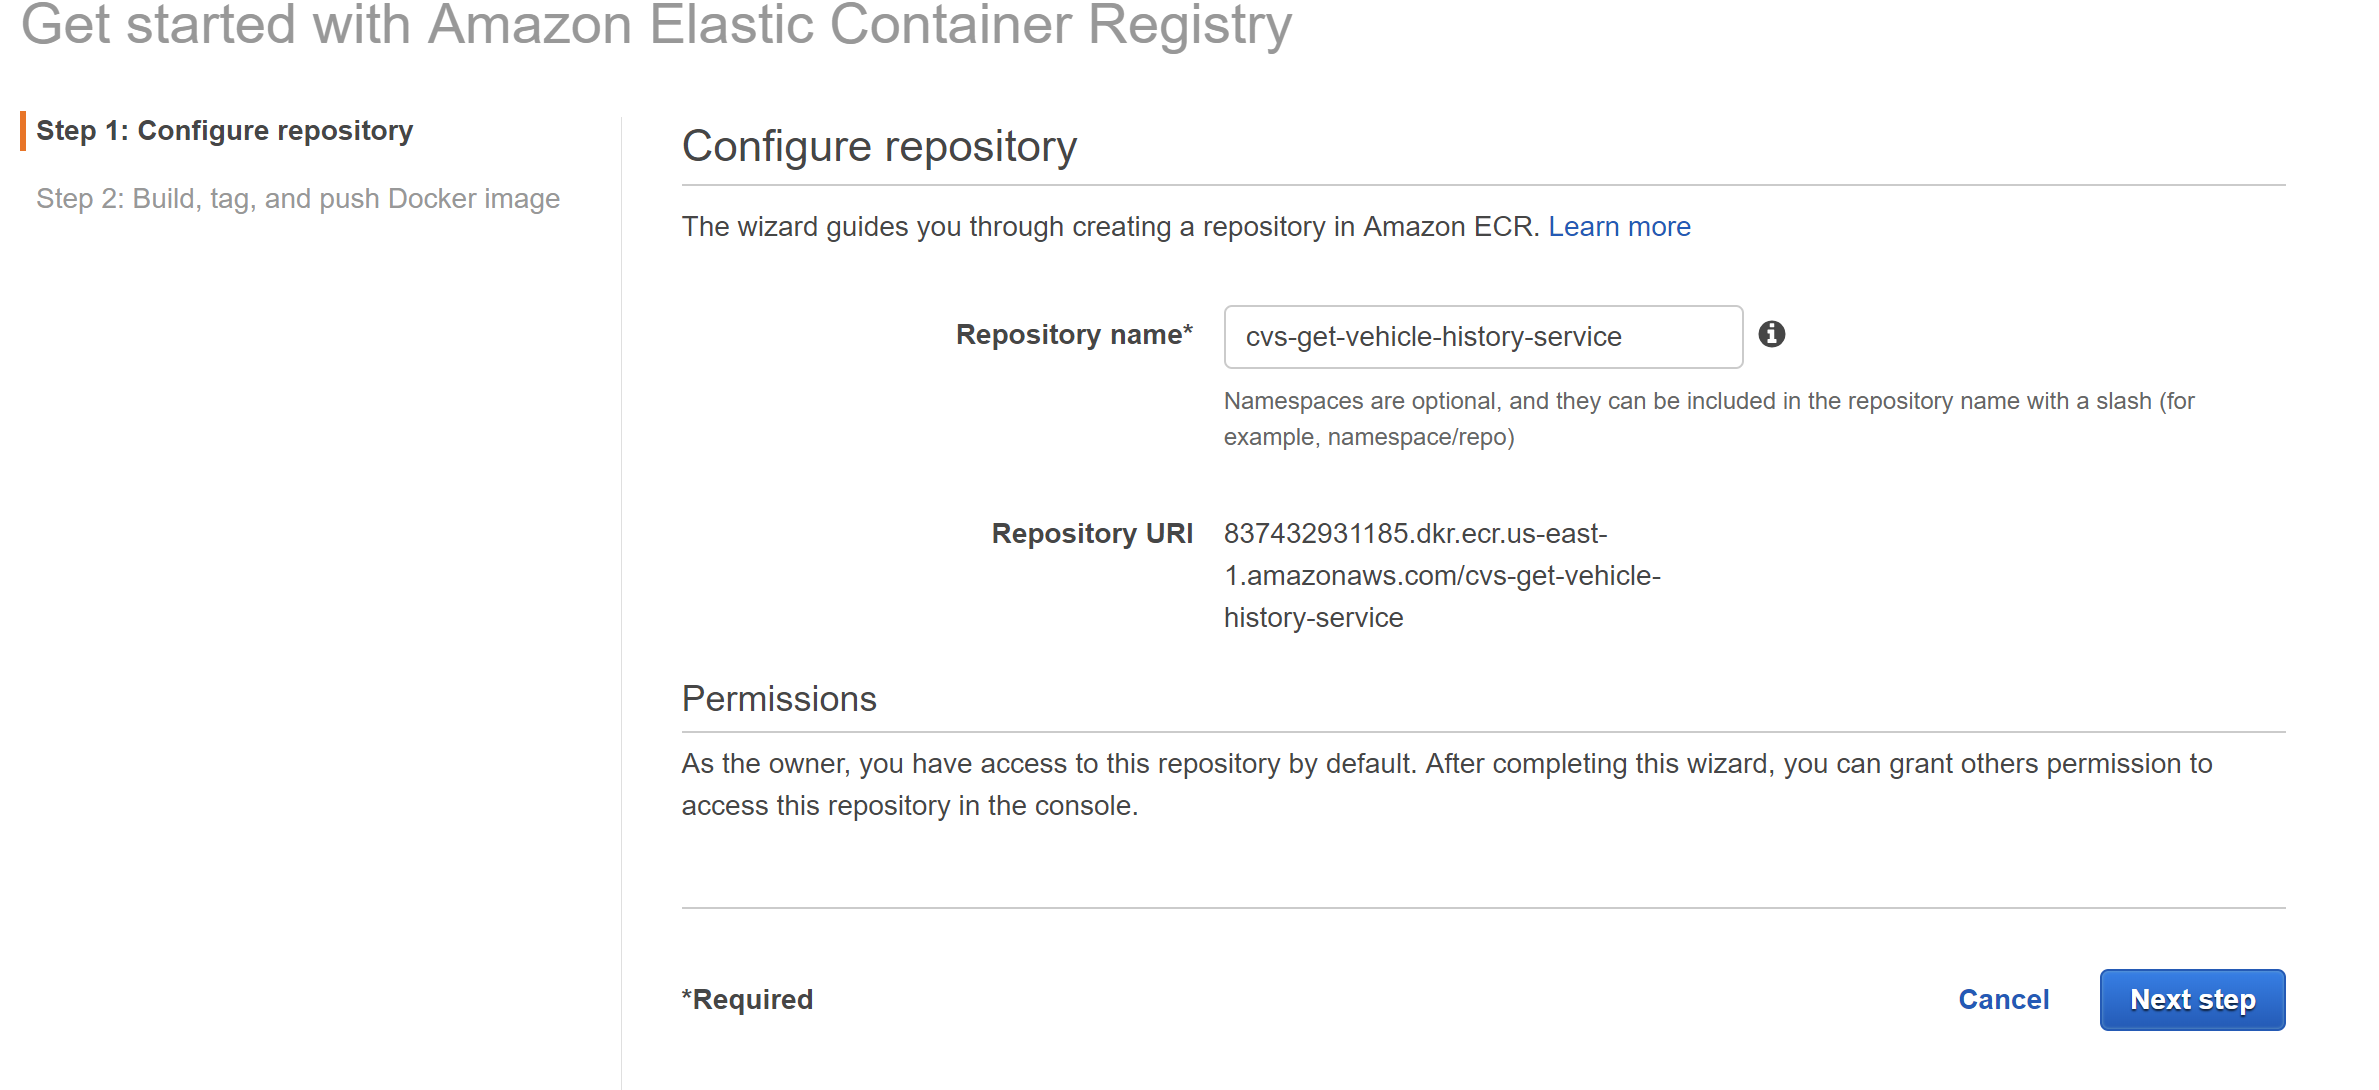 Get started with Amazon Elastic Container Registry
Step 1: Configure repository
Step 2: Build, tag, and push Docker image
Configure repository
The wizard guides you through creating a repository in Amazon ECR. Learn more
Repository name* cvs-get-vehicle-history-service
Namespaces are optional, and they can be included in the repository name with a slash (for
example, namespace/repo)
Repository URI 837432931185.dkr.ecr.us-east-
1.amazonaws.com/cvs-get-vehicle-
history-service
Permissions
As the owner, you have access to this repository by default. After completing this wizard, you can grant others permission to
access this repository in the console.
*Required Cancel Next step